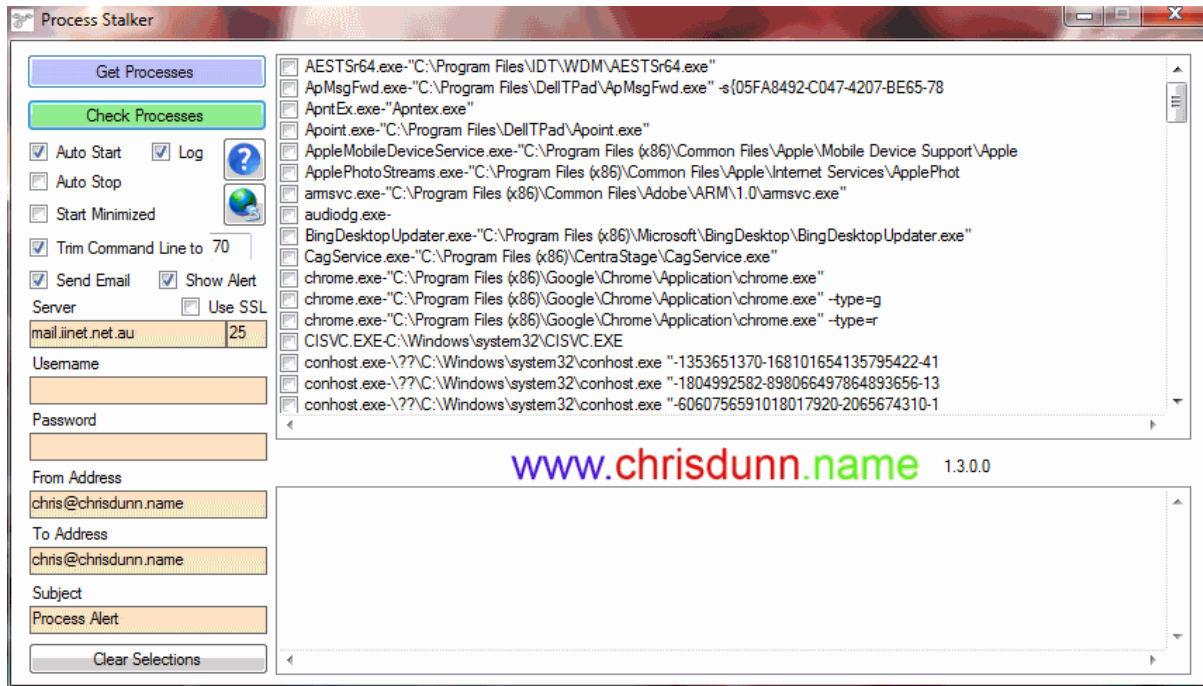 Process Stalker
Get Processes
Check Processes
Auto Start
Log
Auto Stop
Start Minimized
Trim Command Line to
70
Send Email
Show Alert
Server
Use SSL
mail.iinet.net.au
25
Username
Password
From Address
chris@chrisdunn.name
To Address
chris@chrisdunn.name
Subject
Process Alert
Clear Selections
AESTSr64.exe-"C:\Program Files\IDT\WDM\AESTSr64.exe"
ApMsgFwd.exe-"C:\Program Files\DellTPad\ApMsgFwd.exe" -s{05FA8492-C047-4207-BE65-78
ApntEx.exe-"Apntex.exe"
Apoint.exe-"C:\Program Files\DellTPad\Apoint.exe"
AppleMobileDeviceService.exe-"C:\Program Files (x86)\Common Files\Apple\Mobile Device Support\Apple
ApplePhotoStreams.exe-"C:\Program Files (x86)\Common Files\Apple\Internet Services\ApplePhot
armsvc.exe-"C:\Program Files (x86)\Common Files\Adobe\ARM\1.0\armsvc.exe"
audiodg.exe-
BingDesktopUpdater.exe-"C:\Program Files (x86)\Microsoft\BingDesktop\BingDesktopUpdater.exe"
CagService.exe-"C:\Program Files (x86)\CentraStage\CagService.exe"
chrome.exe-"C:\Program Files (x86)\Google\Chrome\Application\chrome.exe"
chrome.exe-"C:\Program Files (x86)\Google\Chrome\Application\chrome.exe" --type=g
chrome.exe-"C:\Program Files (x86)\Google\Chrome\Application\chrome.exe" --type=r
CISVC.EXE-C:\Windows\system32\CISVC.EXE
conhost.exe-\??\C:\Windows\system32\conhost.exe "-1353651370-168101654135795422-41
conhost.exe-\??\C:\Windows\system32\conhost.exe "-1804992582-898066497864893656-13
conhost.exe-\??\C:\Windows\system32\conhost.exe "-6060756591018017920-2065674310-1
www.chrisdunn.name
1.3.0.0